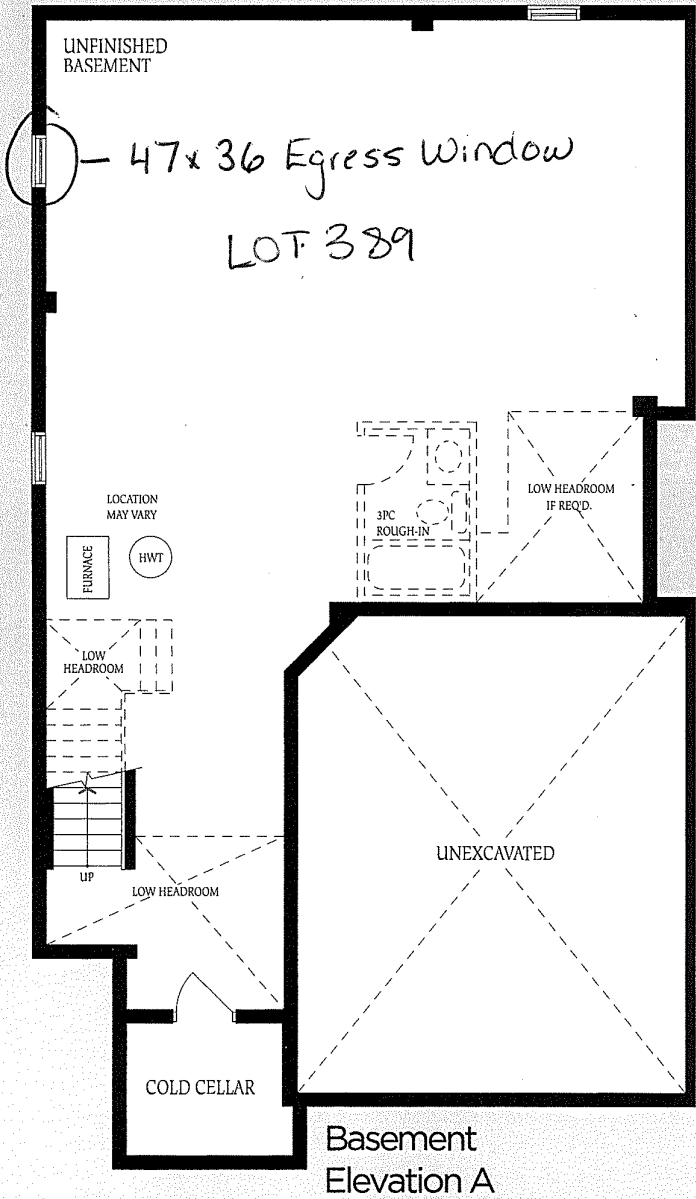 UNFINISHED
BASEMENT
— 47x36 Egress Window
LOT 389
LOCATION
MAY VARY
FURNACE
HWT
3PC
ROUGH-IN
LOW HEADROOM
IF REQ'D.
LOW
HEADROOM
UP
LOW HEADROOM
UNEXCAVATED
COLD CELLAR
Basement
Elevation A